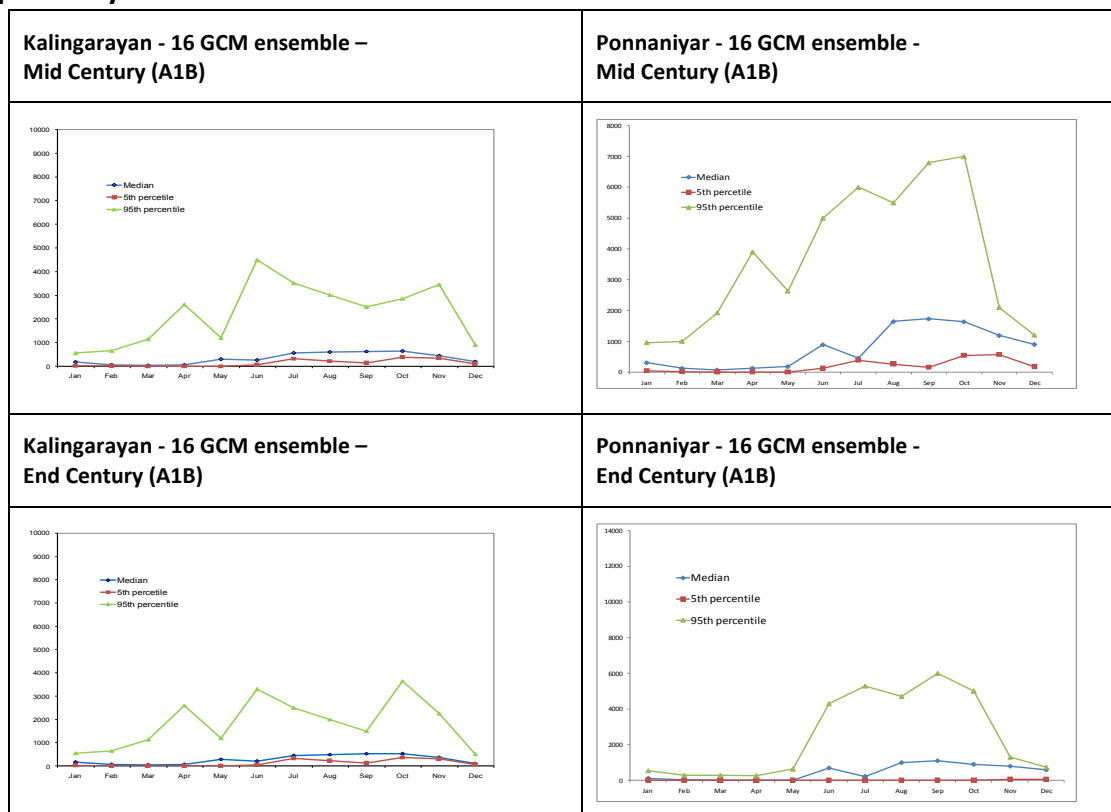 Kalingarayan - 16 GCM ensemble –
Mid Century (A1B)
Ponnaniyar - 16 GCM ensemble -
Mid Century (A1B)
10000
9000
8000
7000
6000
5000
4000
3000
2000
1000
0
Median
5th percetile
95th percentile
Jan Feb Mar Apr May Jun Jul Aug Sep Oct Nov Dec
8000
7000
6000
5000
4000
3000
2000
1000
0
Median
5th percetile
95th percentile
Jan Feb Mar Apr May Jun Jul Aug Sep Oct Nov Dec
Kalingarayan - 16 GCM ensemble –
End Century (A1B)
Ponnaniyar - 16 GCM ensemble -
End Century (A1B)
10000
9000
8000
7000
6000
5000
4000
3000
2000
1000
0
Median
5th percetile
95th percentile
Jan Feb Mar Apr May Jun Jul Aug Sep Oct Nov Dec
14000
12000
10000
8000
6000
4000
2000
0
Median
5th percentile
95th percentile
Jan Feb Mar Apr May Jun Jul Aug Sep Oct Nov Dec